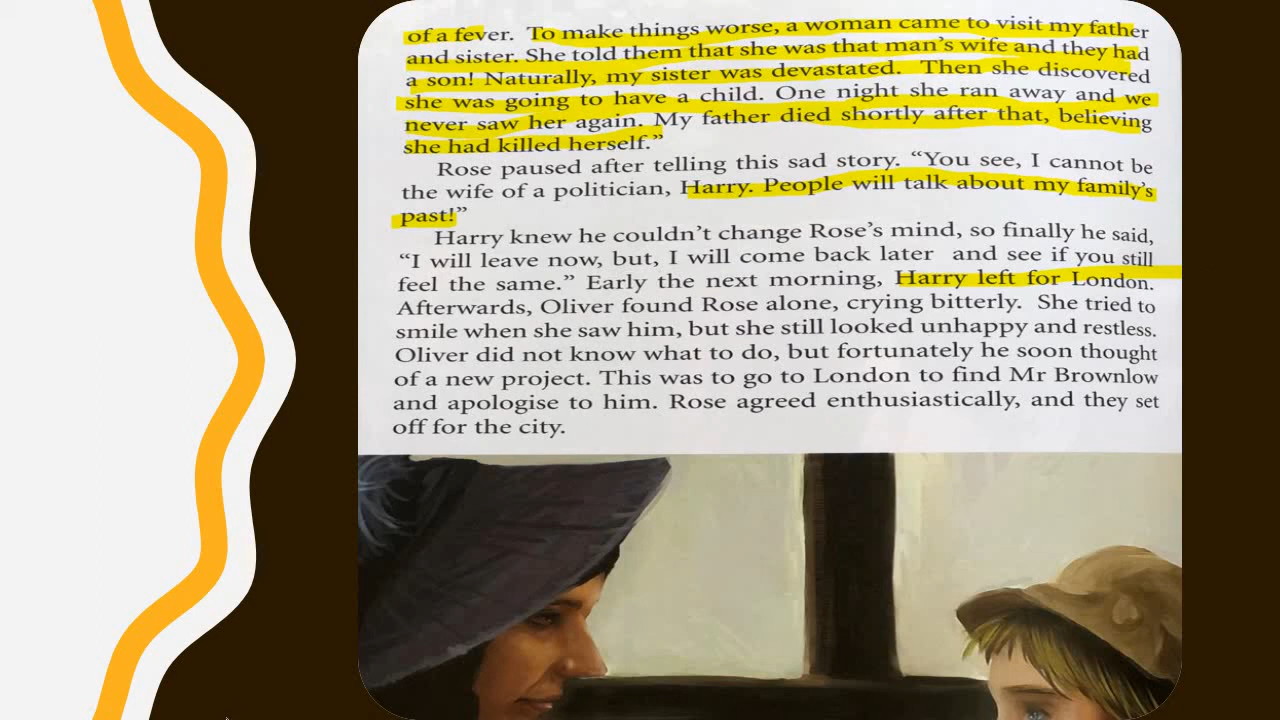 of a fever. To make things worse, a woman came to visit my father
and sister. She told them that she was that man's wife and they had
a son! Naturally, my sister was devastated. Then she discovered
she was going to have a child. One night she ran away and we
never saw her again. My father died shortly after that, believing
she had killed herself.”
Rose paused after telling this sad story. “You see, I cannot be
the wife of a politician, Harry. People will talk about my family's
past!”
Harry knew he couldn't change Rose's mind, so finally he said,
“I will leave now, but, I will come back later and see if you still
feel the same.” Early the next morning, Harry left for London.
Afterwards, Oliver found Rose alone, crying bitterly. She tried to
smile when she saw him, but she still looked unhappy and restless.
Oliver did not know what to do, but fortunately he soon thought
of a new project. This was to go to London to find Mr Brownlow
and apologise to him. Rose agreed enthusiastically, and they set
off for the city.